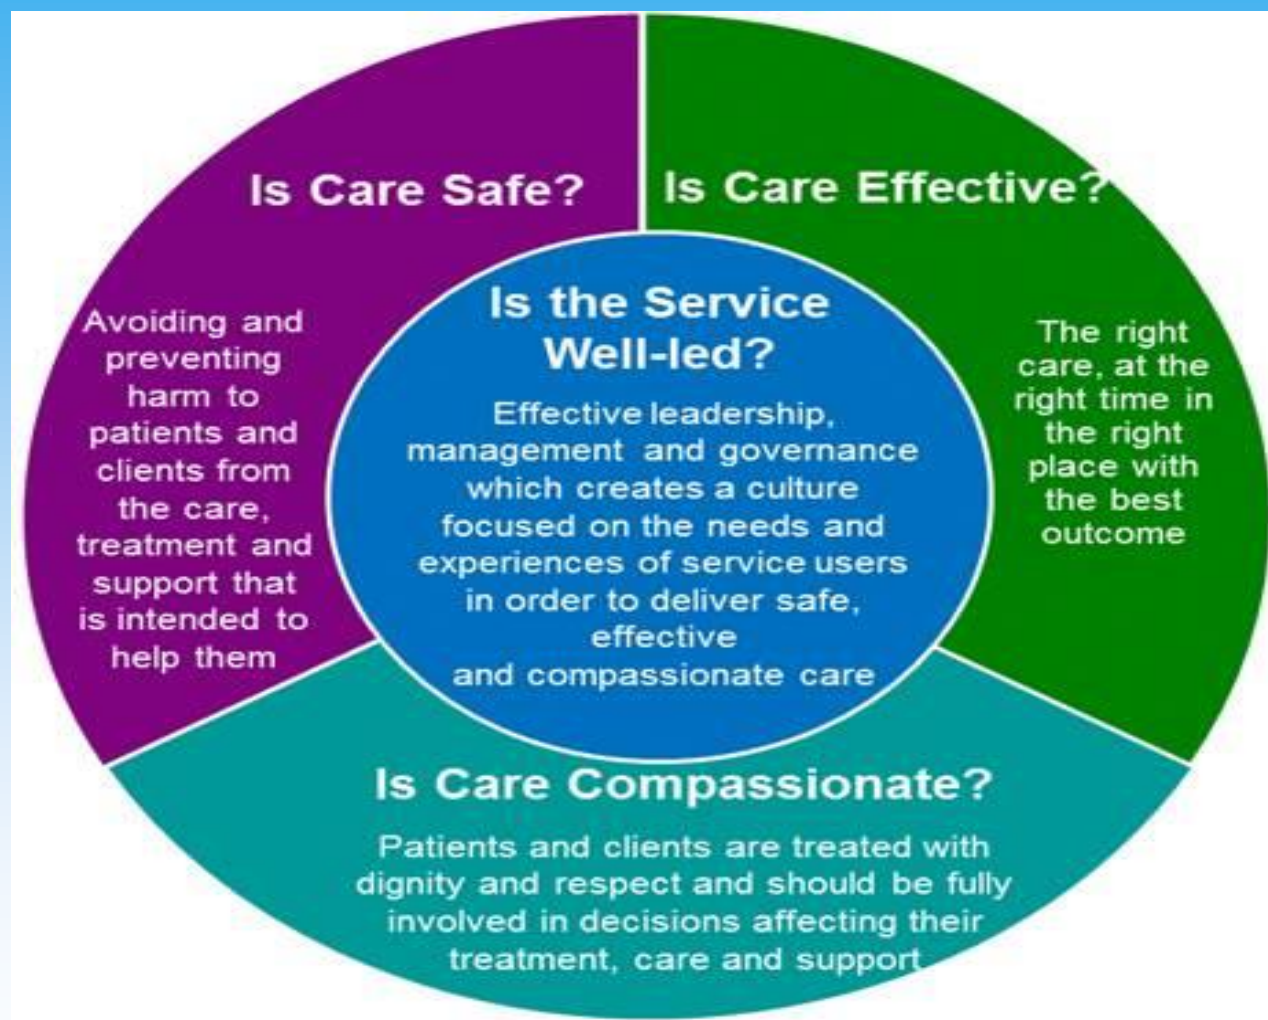 Is Care Safe?
Avoiding and
preventing
harm to
patients and
clients from
the care,
treatment and
support that
is intended to
help them
Is Care Effective?
The right
care, at the
right time in
the right
place with
the best
outcome
Is the Service
Well-led?
Effective leadership,
management and governance
which creates a culture
focused on the needs and
experiences of service users
in order to deliver safe,
effective
and compassionate care
Is Care Compassionate?
Patients and clients are treated with
dignity and respect and should be fully
involved in decisions affecting their
treatment, care and support